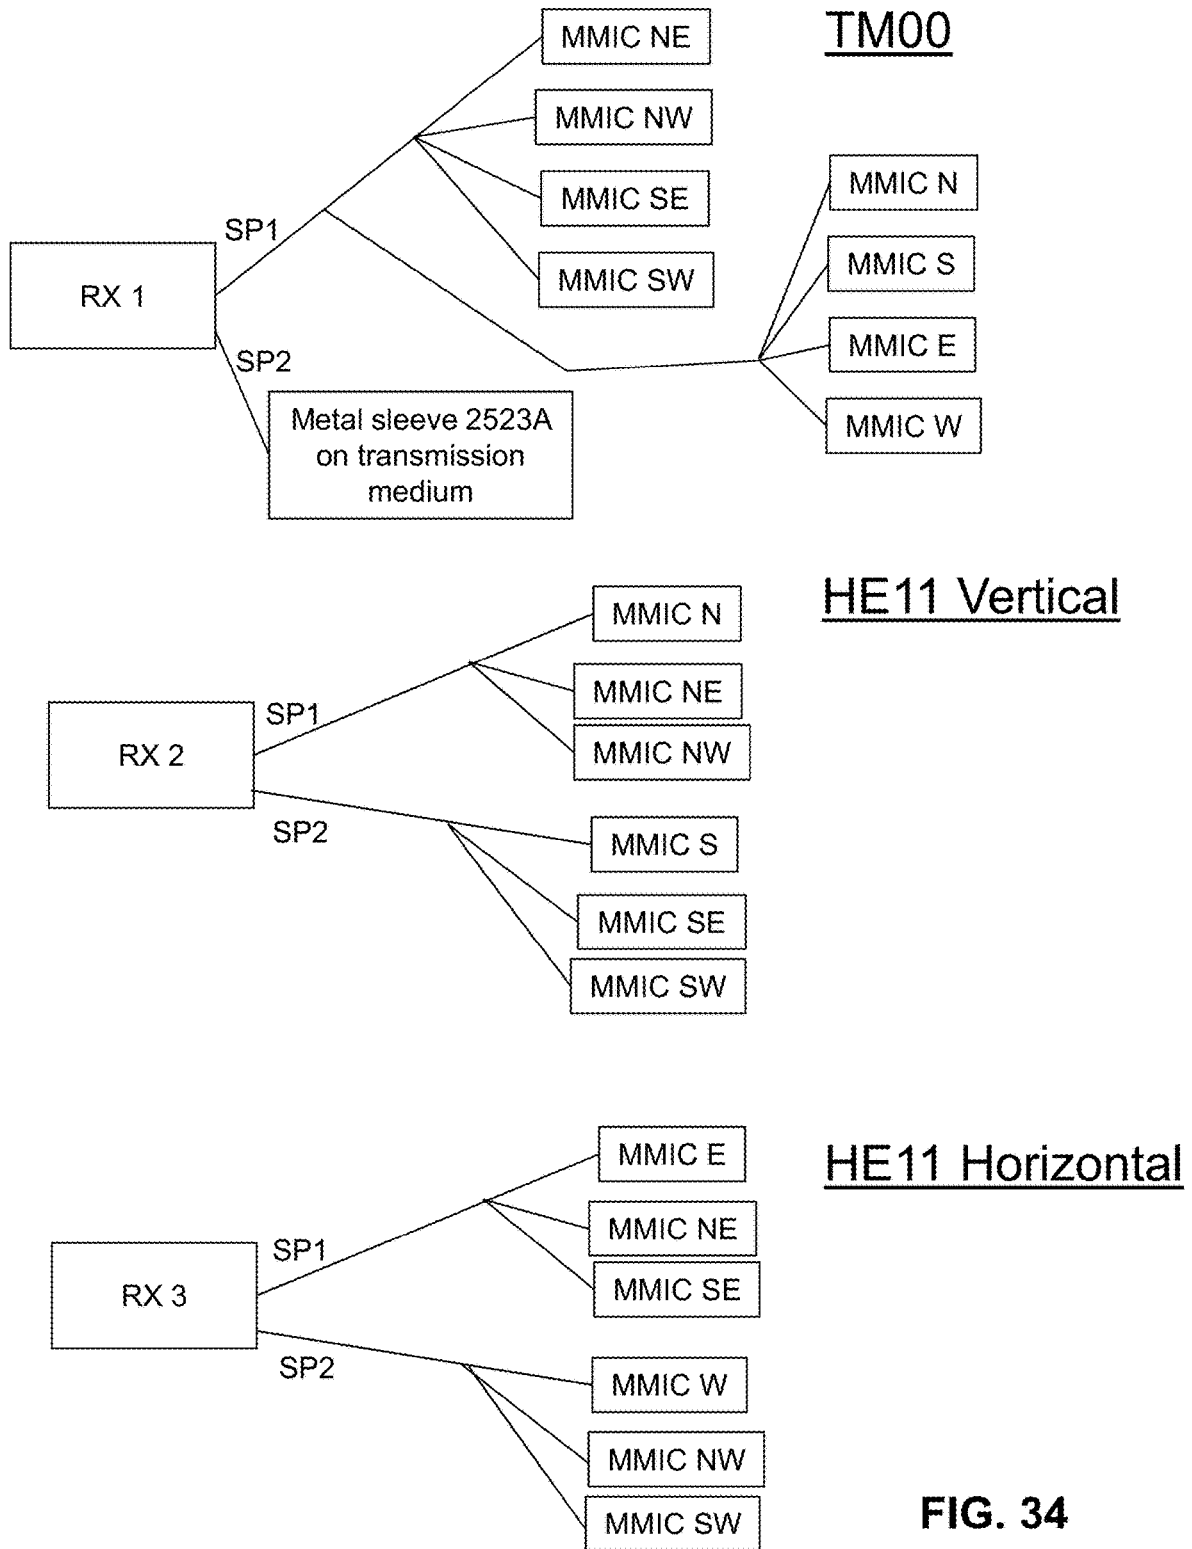 TM00
MMIC NE
MMIC NW
MMIC SE
MMIC SW
MMIC N
MMIC S
MMIC E
MMIC W
SP1
RX 1
SP2
Metal sleeve 2523A
on transmission
medium
HE11 Vertical
MMIC N
MMIC NE
MMIC NW
SP1
RX 2
SP2
MMIC S
MMIC SE
MMIC SW
HE11 Horizontal
MMIC E
MMIC NE
MMIC SE
SP1
RX 3
SP2
MMIC W
MMIC NW
MMIC SW
FIG. 34